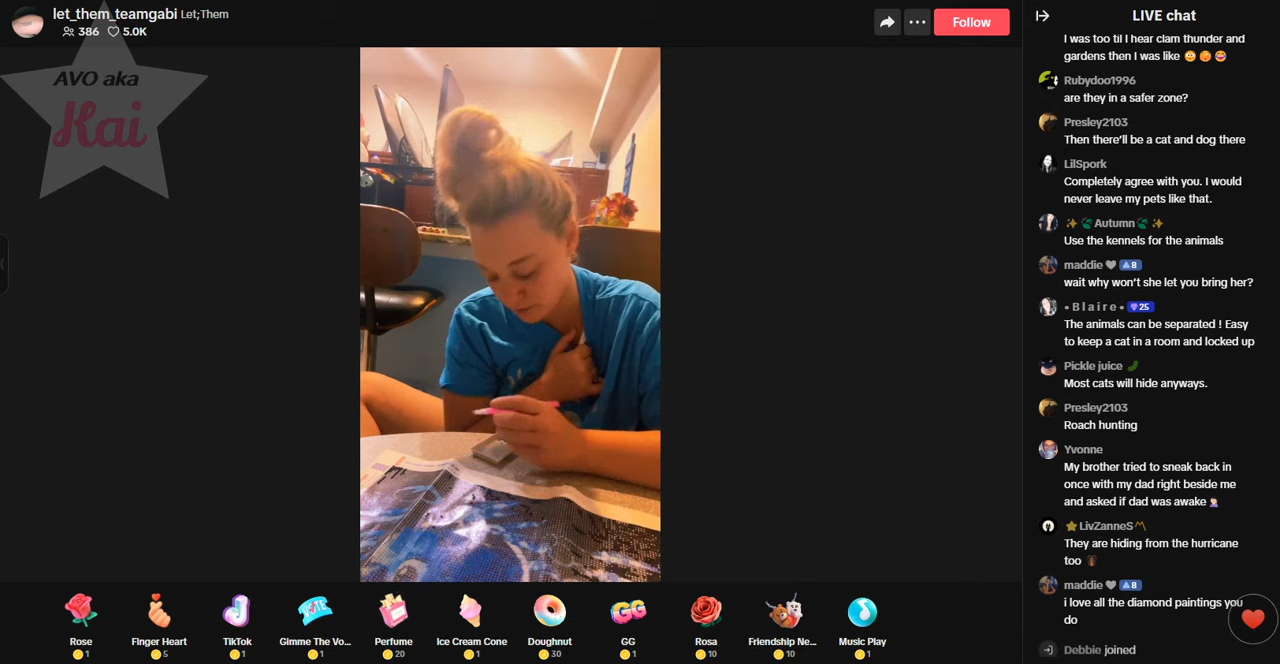 let_them_teamgabi Let;Them
386 5.0K
Follow
AVO aka
Kai
LIVE chat
I was too til I hear clam thunder and
gardens then I was like
Rubydoo1996
are they in a safer zone?
Presley2103
Then there'll be a cat and dog there
LilSpork
Completely agree with you. I would
never leave my pets like that.
Autumn
Use the kennels for the animals
maddie 8
wait why won't she let you bring her?
• B l a i r e • 25
The animals can be separated ! Easy
to keep a cat in a room and locked up
Pickle juice
Most cats will hide anyways.
Presley2103
Roach hunting
Yvonne
My brother tried to sneak back in
once with my dad right beside me
and asked if dad was awake
LivZanneS
They are hiding from the hurricane
too
maddie 8
i love all the diamond paintings you
do
Debbie joined
GG
Rose
1
Finger Heart
5
TikTok
1
Gimme The Vo...
1
Perfume
20
Ice Cream Cone
1
Doughnut
30
GG
1
Rosa
10
Friendship Ne...
10
Music Play
1